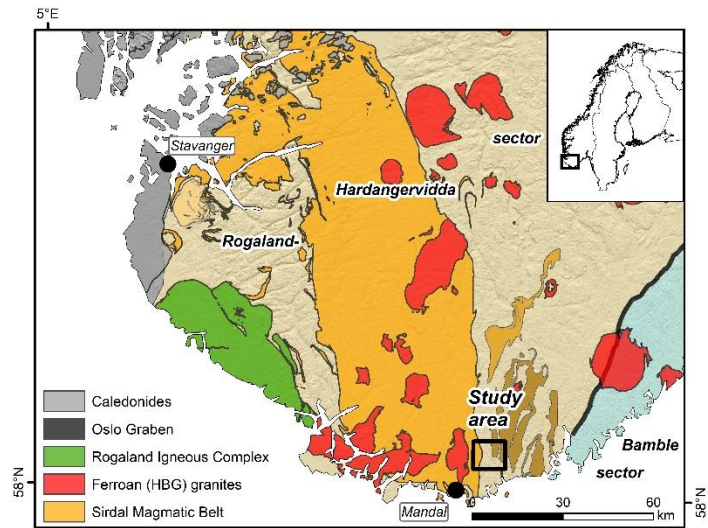 5°E
Stavanger
sector
Hardangervidda
Rogaland-
Study
area
Bamble
sector
Mandal
58°N
58°N
Caledonides
Oslo Graben
Rogaland Igneous Complex
Ferroan (HBG) granites
Sirdal Magmatic Belt
0 30 60
km